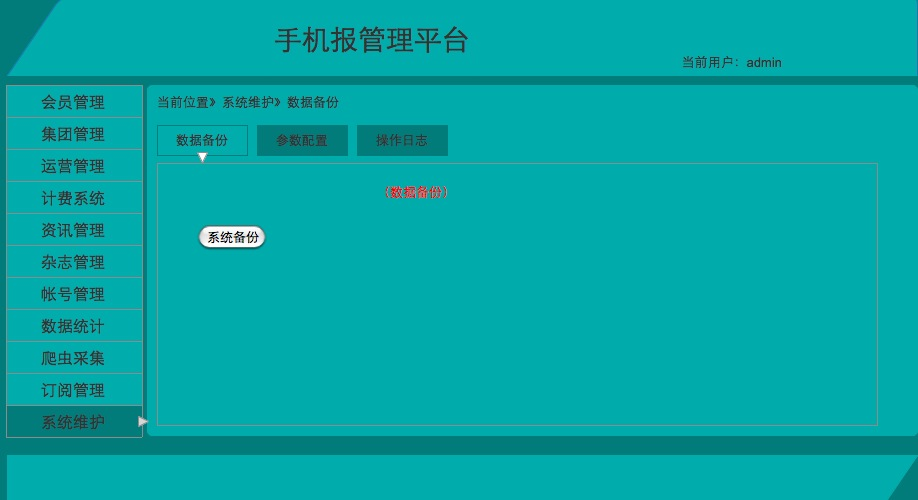 手机报管理平台
当前用户：admin
会员管理
集团管理
运营管理
计费系统
资讯管理
杂志管理
帐号管理
数据统计
爬虫采集
订阅管理
系统维护
当前位置》系统维护》数据备份
数据备份 参数配置 操作日志
（数据备份）
系统备份